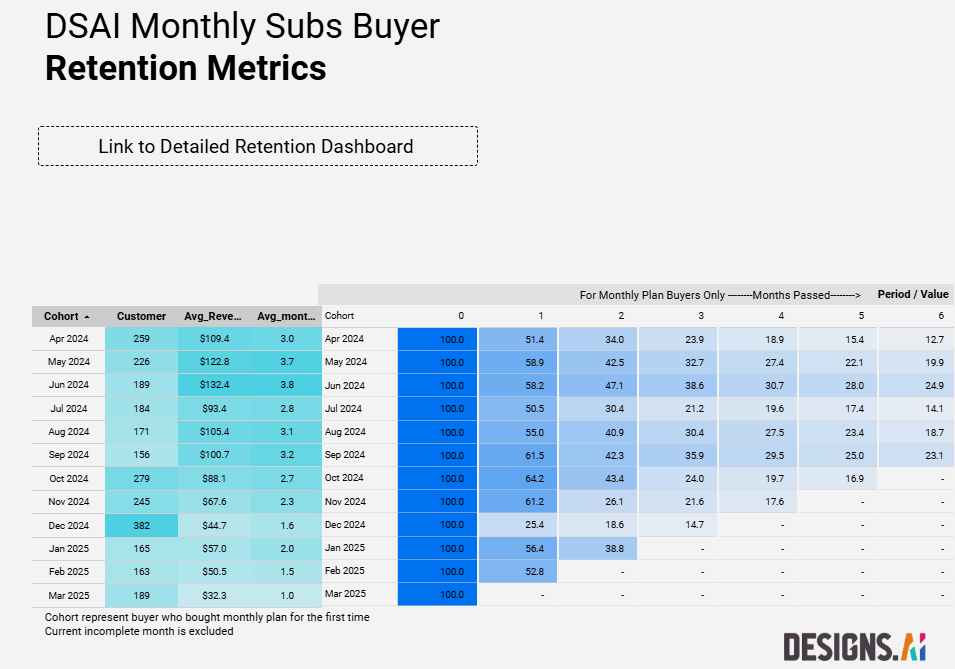 DSAI Monthly Subs Buyer
Retention Metrics
Link to Detailed Retention Dashboard
For Monthly Plan Buyers Only --------Months Passed--------> Period / Value
Cohort Customer Avg_Reve... Avg_mont... Cohort 0 1 2 3 4 5 6
Apr 2024 259 $109.4 3.0 Apr 2024 100.0 51.4 34.0 23.9 18.9 15.4 12.7
May 2024 226 $122.8 3.7 May 2024 100.0 58.9 42.5 32.7 27.4 22.1 19.9
Jun 2024 189 $132.4 3.8 Jun 2024 100.0 58.2 47.1 38.6 30.7 28.0 24.9
Jul 2024 184 $93.4 2.8 Jul 2024 100.0 50.5 30.4 21.2 19.6 17.4 14.1
Aug 2024 171 $105.4 3.1 Aug 2024 100.0 55.0 40.9 30.4 27.5 23.4 18.7
Sep 2024 156 $100.7 3.2 Sep 2024 100.0 61.5 42.3 35.9 29.5 25.0 23.1
Oct 2024 279 $88.1 2.7 Oct 2024 100.0 64.2 43.4 24.0 19.7 16.9 -
Nov 2024 245 $67.6 2.3 Nov 2024 100.0 61.2 26.1 21.6 17.6 - -
Dec 2024 382 $44.7 1.6 Dec 2024 100.0 25.4 18.6 14.7 - - -
Jan 2025 165 $57.0 2.0 Jan 2025 100.0 56.4 38.8 - - - -
Feb 2025 163 $50.5 1.5 Feb 2025 100.0 52.8 - - - - -
Mar 2025 189 $32.3 1.0 Mar 2025 100.0 - - - - - -
Cohort represent buyer who bought monthly plan for the first time
Current incomplete month is excluded
DESIGNS.Ai